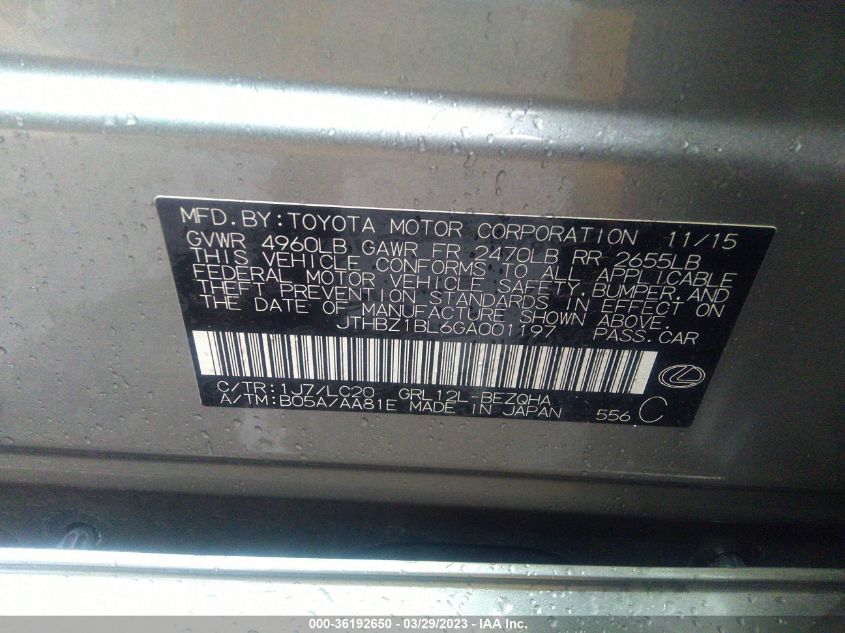 MFD. BY: TOYOTA MOTOR CORPORATION 11/15
GVWR 4960LB GAWR FR 2470LB RR 2655LB
THIS VEHICLE CONFORMS TO ALL APPLICABLE
FEDERAL MOTOR VEHICLE SAFETY, BUMPER, AND
THEFT PREVENTION STANDARDS IN EFFECT ON
THE DATE OF MANUFACTURE SHOWN ABOVE.
JTHBZ1BL6GA001197 PASS. CAR
C/TR: 1J7/LC20 GRL12L-BEZQHA
A/TM: B05A/AA81E MADE IN JAPAN 556 C
000-36192650 - 03/29/2023 - IAA Inc.